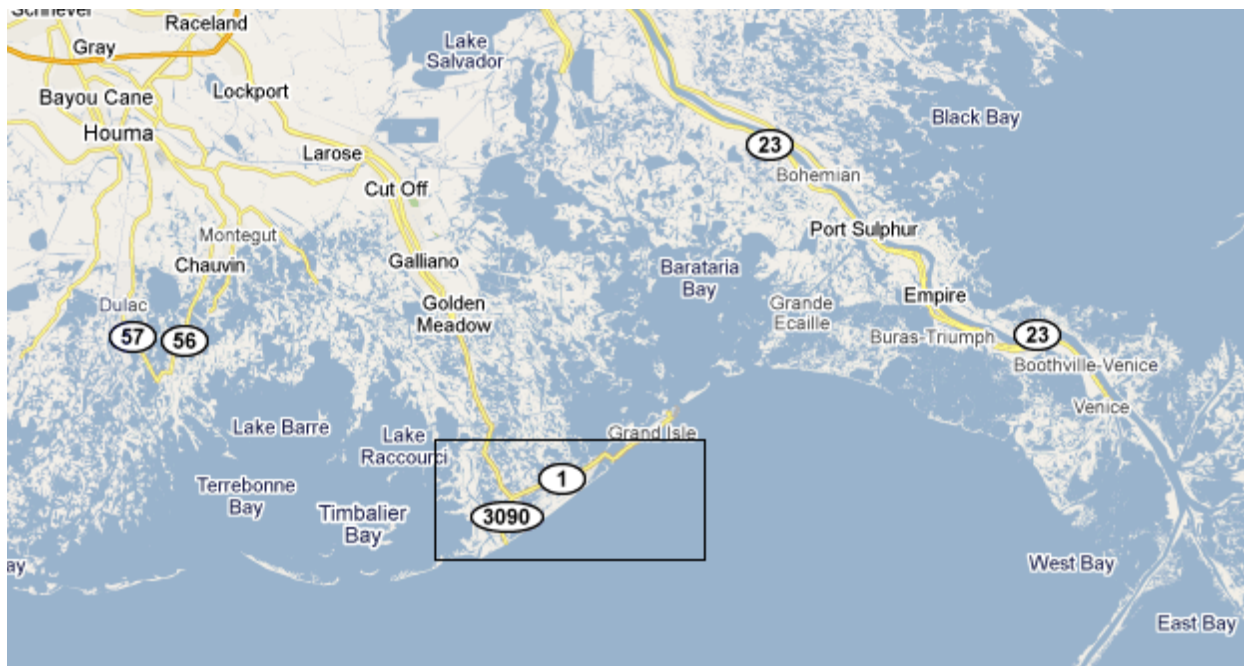 Schriever
Raceland
Gray
Lake
Salvador
Lockport
Bayou Cane
Houma
Black Bay
23
Larose
Bohemian
Cut Off
Port Sulphur
Montegut
Chauvin
Galliano
Barataria
Bay
Dulac
Golden
Meadow
Grande
Ecaille
Empire
57
56
Buras-Triumph
23
Boothville-Venice
Venice
Lake Barre
Lake
Raccourci
Grand Isle
Terrebonne
Bay
1
Timbalier
Bay
3090
West Bay
ay
East Bay